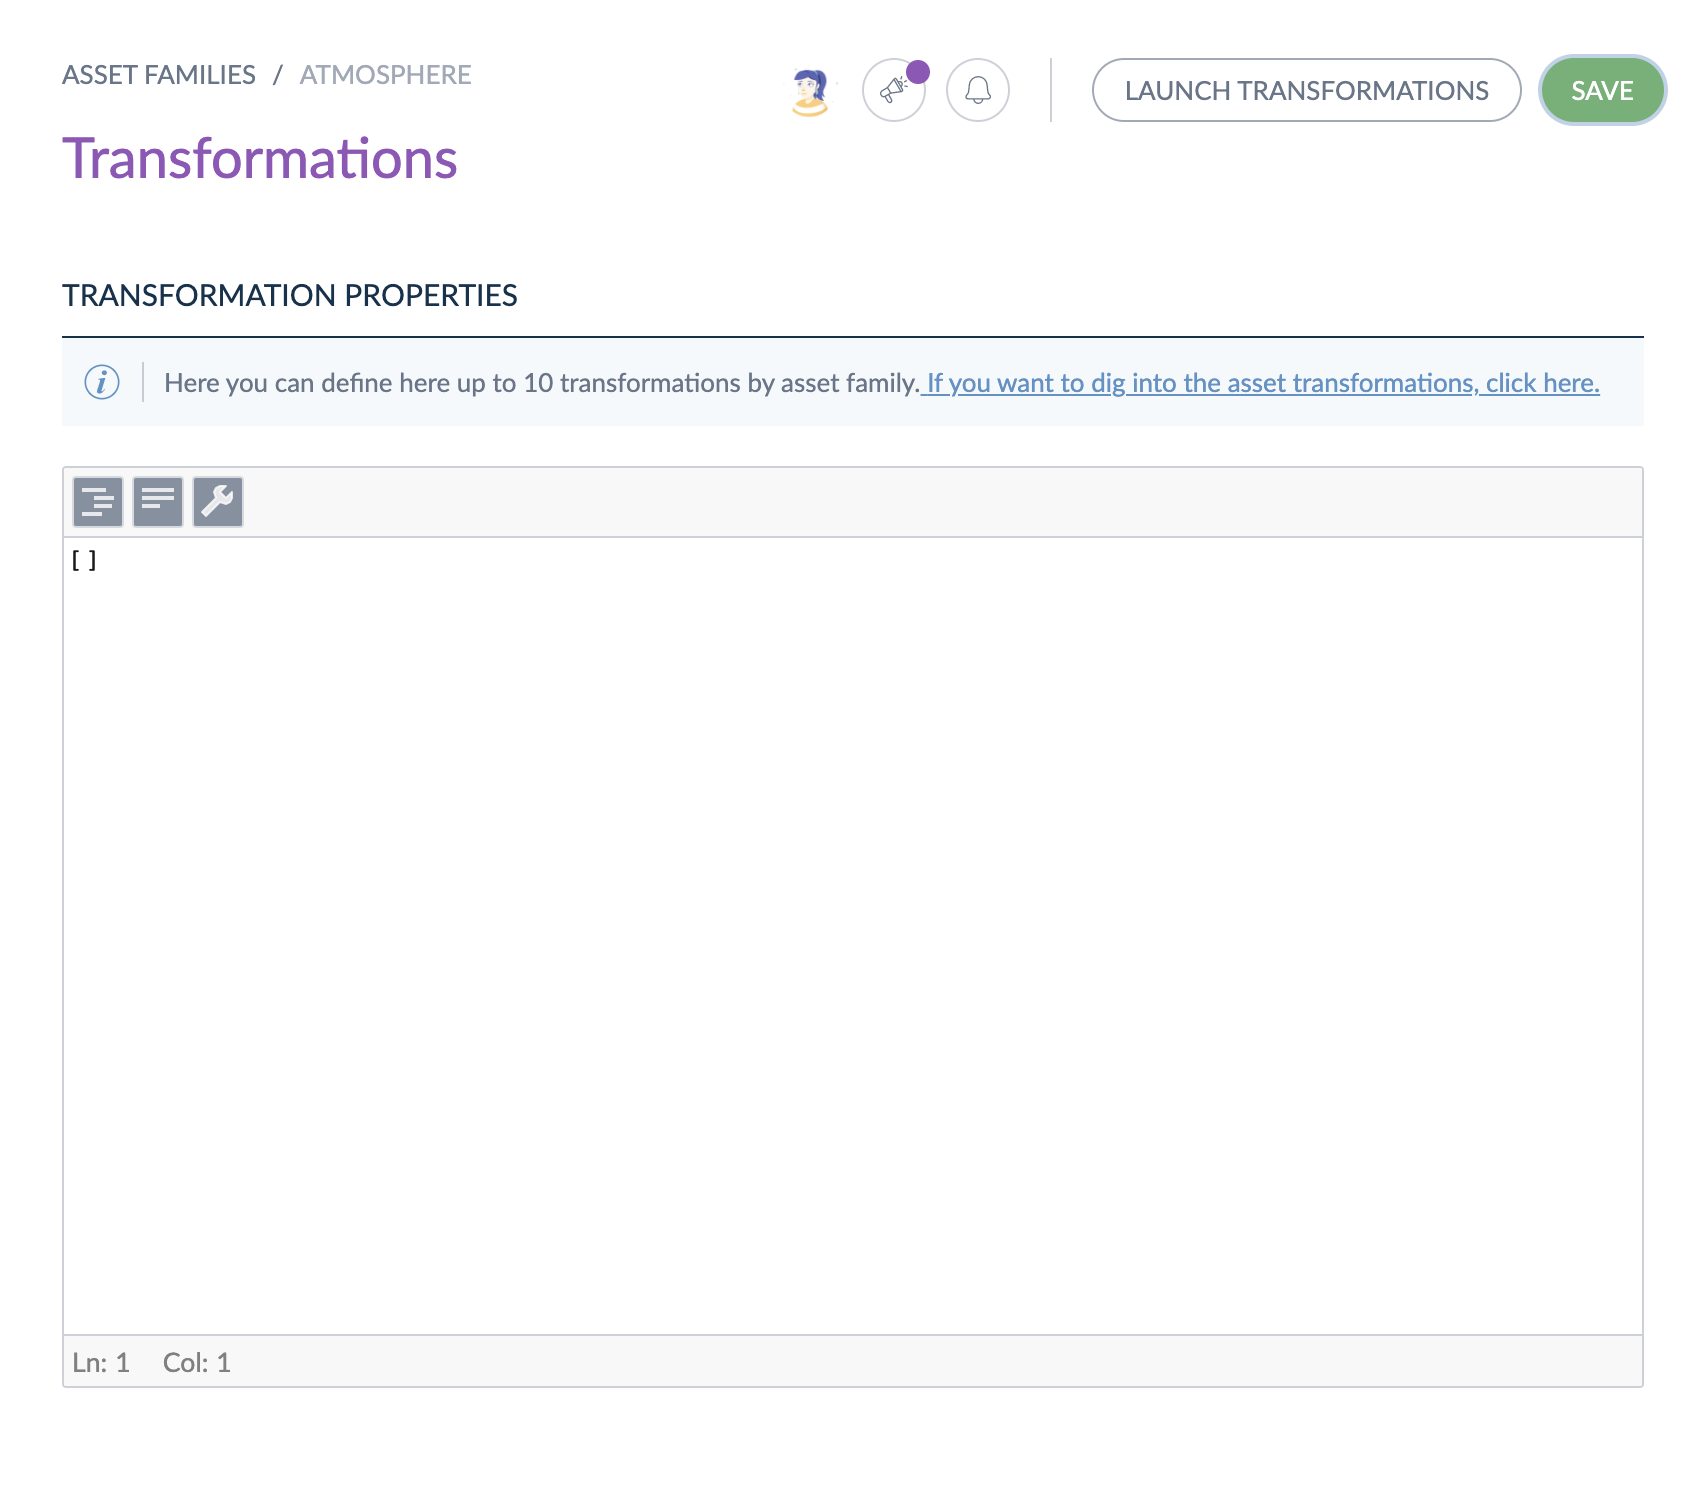 ASSET FAMILIES / ATMOSPHERE
LAUNCH TRANSFORMATIONS
SAVE
Transformations
TRANSFORMATION PROPERTIES
i
Here you can define here up to 10 transformations by asset family. If you want to dig into the asset transformations, click here.
[]
Ln: 1 Col: 1